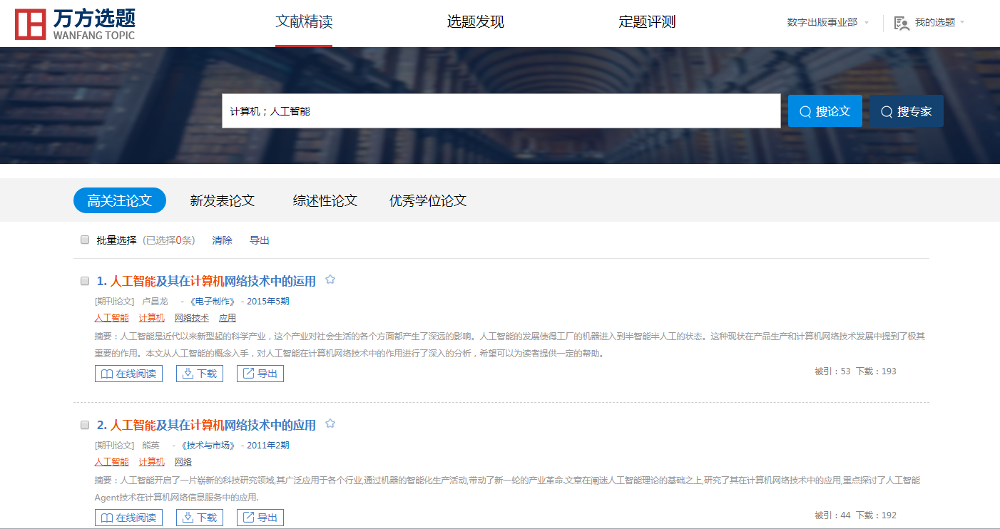 万方选题
WANFANG TOPIC
文献精读 选题发现 定题评测 数字出版事业部 我的选题
计算机；人工智能 搜论文 搜专家
高关注论文 新发表论文 综述性论文 优秀学位论文
批量选择 (已选择0条) 清除 导出
1. 人工智能及其在计算机网络技术中的运用
[期刊论文] 卢昌龙 - 《电子制作》 - 2015年5期
人工智能 计算机 网络技术 应用
摘要：人工智能是近代以来新型起的科学产业，这个产业对社会生活的各个方面都产生了深远的影响。人工智能的发展使得工厂的机器进入到半智能半人工的状态。这种现状在产品生产和计算机网络技术发展中提到了极其
重要的作用。本文从人工智能的概念入手，对人工智能在计算机网络技术中的作用进行了深入的分析，希望可以为读者提供一定的帮助。
在线阅读 下载 导出 被引：53 下载：193
2. 人工智能及其在计算机网络技术中的应用
[期刊论文] 熊英 - 《技术与市场》 - 2011年2期
人工智能 计算机 网络
摘要：人工智能开启了一片崭新的科技研究领域,其广泛应用于各个行业,通过机器的智能化生产活动,带动了新一轮的产业革命.文章在阐迷人工智能理论的基础之上,研究了其在计算机网络技术中的应用,重点探讨了人工智能
Agent技术在计算机网络信息服务中的应用.
在线阅读 下载 导出 被引：44 下载：192